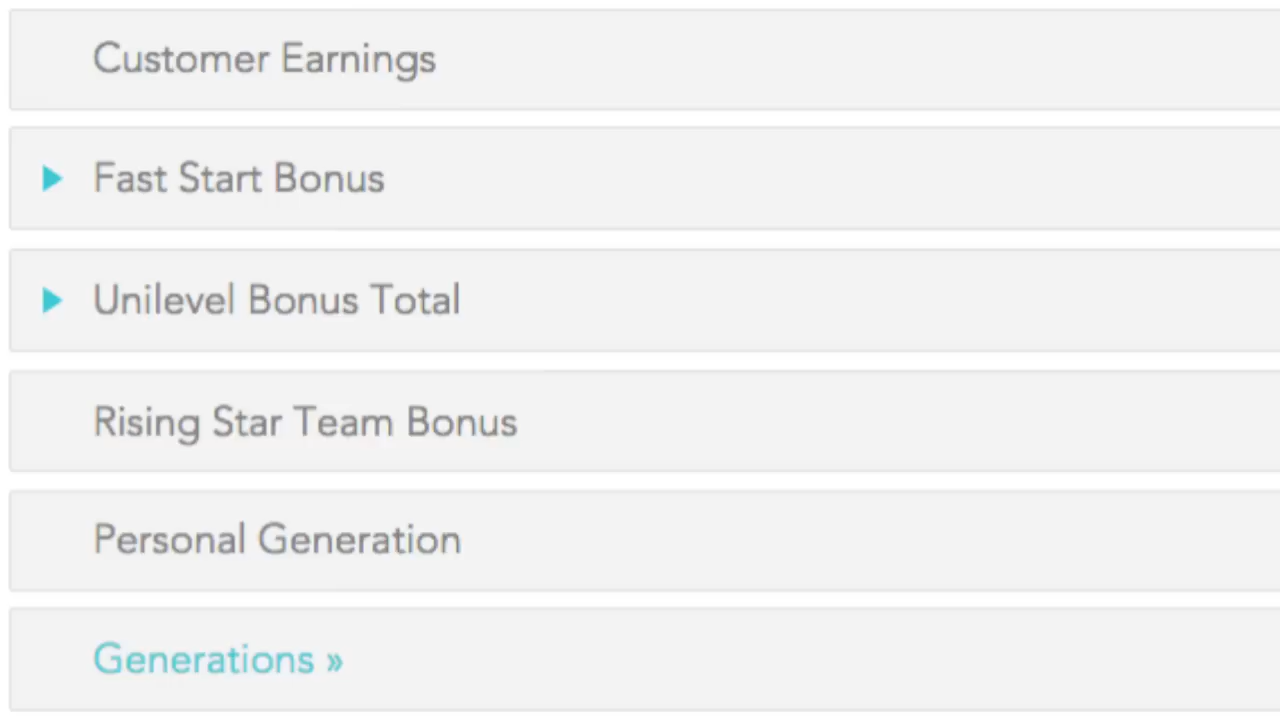 Customer Earnings
Fast Start Bonus
Unilevel Bonus Total
Rising Star Team Bonus
Personal Generation
Generations »